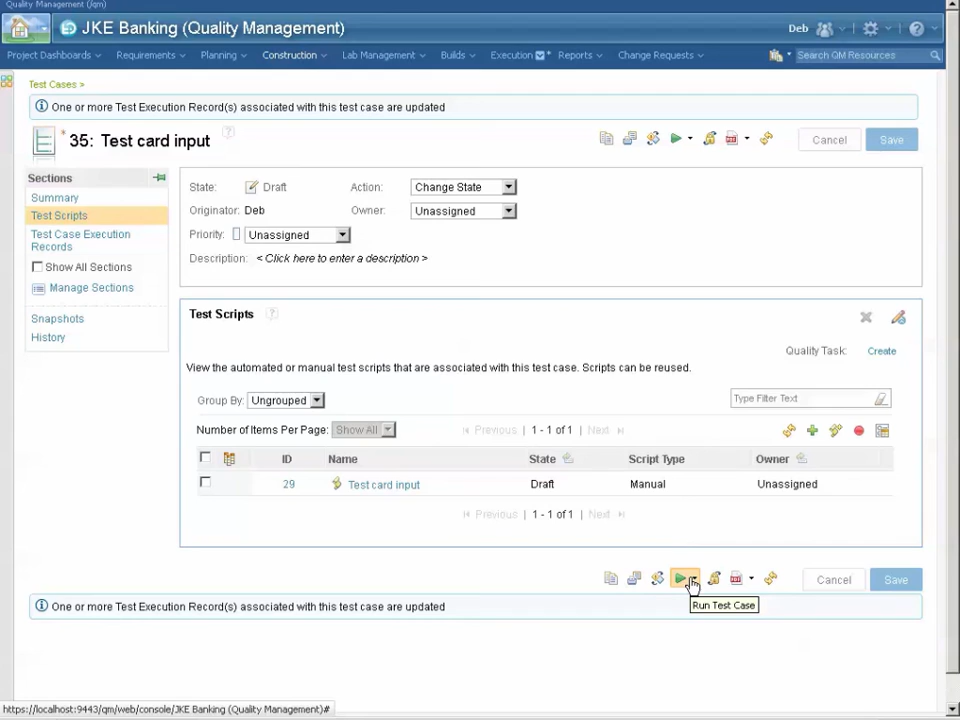 Quality Management (/qm)
JKE Banking (Quality Management)
Deb
Project Dashboards Requirements Planning Construction Lab Management Builds Execution Reports Change Requests Search QM Resources
Test Cases >
One or more Test Execution Record(s) associated with this test case are updated
* 35: Test card input ?
Cancel Save
Sections
Summary
Test Scripts
Test Case Execution
Records
Show All Sections
Manage Sections
Snapshots
History
State: Draft Action: Change State
Originator: Deb Owner: Unassigned
Priority: Unassigned
Description: < Click here to enter a description >
Test Scripts ?
Quality Task: Create
View the automated or manual test scripts that are associated with this test case. Scripts can be reused.
Group By: Ungrouped Type Filter Text
Number of Items Per Page: Show All Previous 1 - 1 of 1 Next
ID Name State Script Type Owner
29 Test card input Draft Manual Unassigned
Previous 1 - 1 of 1 Next
Cancel Save
Run Test Case
One or more Test Execution Record(s) associated with this test case are updated
https://localhost:9443/qm/web/console/JKE Banking (Quality Management)#